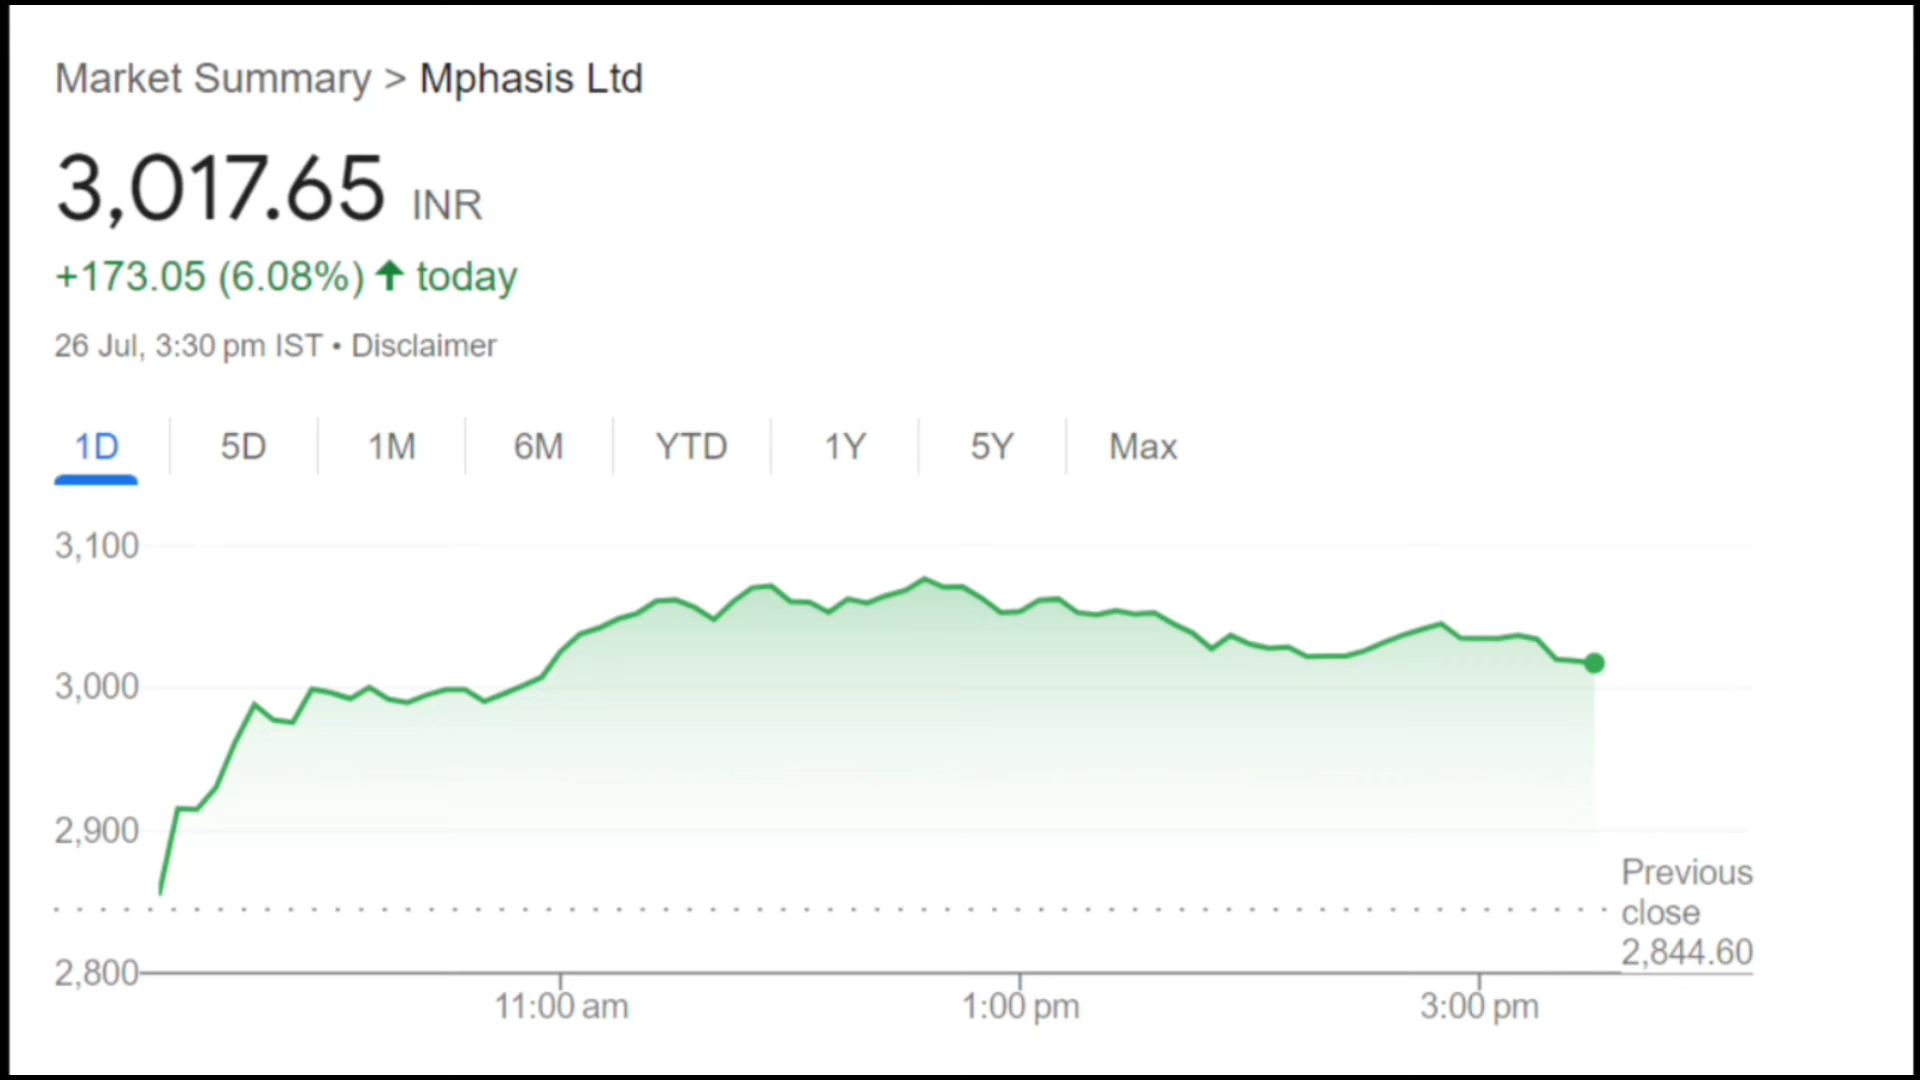 Market Summary > Mphasis Ltd
3,017.65 INR
+173.05 (6.08%) ↑ today
26 Jul, 3:30 pm IST • Disclaimer
1D 5D 1M 6M YTD 1Y 5Y Max
3,100
3,000
2,900
2,800
Previous
close
2,844.60
11:00 am 1:00 pm 3:00 pm